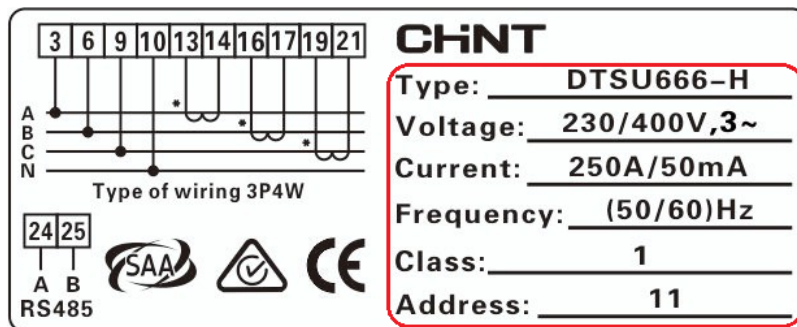 3 6 9 10 13 14 16 17 19 21
A
B
C
N
*
*
*
Type of wiring 3P4W
24 25
A B
RS485
SAA
CE
CHiNT
Type: DTSU666-H
Voltage: 230/400V,3~
Current: 250A/50mA
Frequency: (50/60)Hz
Class: 1
Address: 11